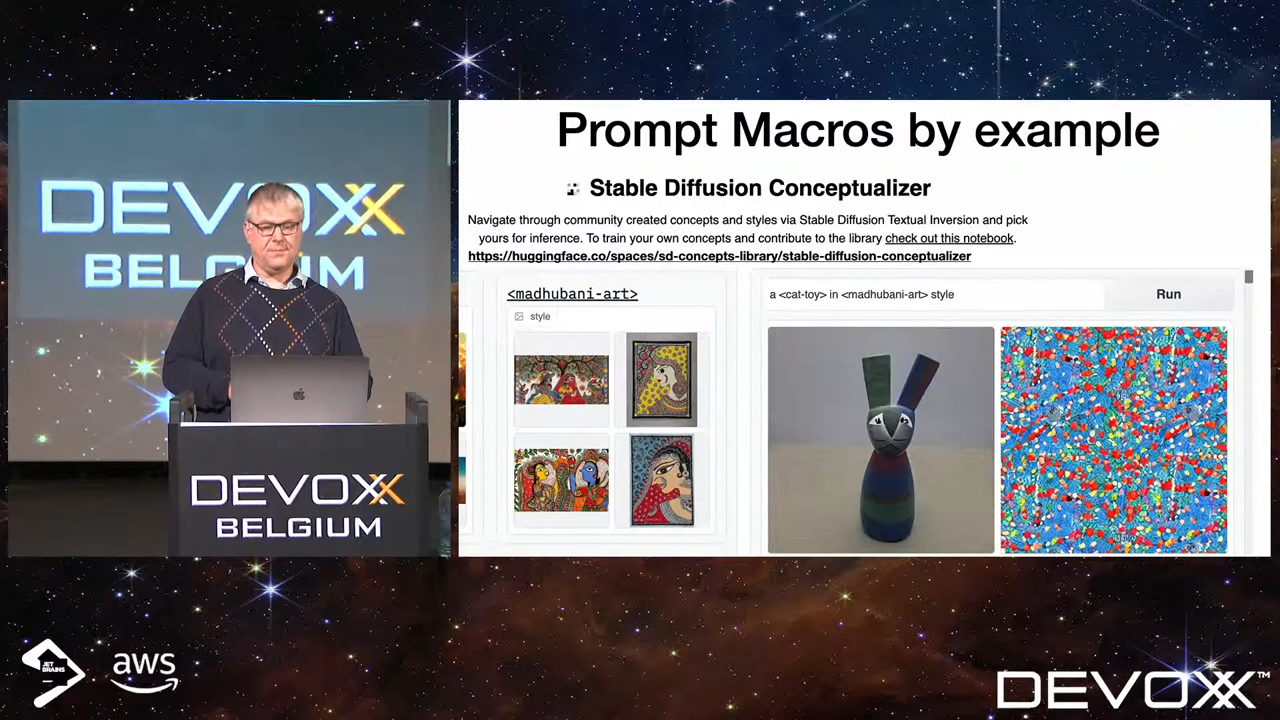 DEVOXX
BELGIUM
DEVOXX
BELGIUM
Prompt Macros by example
Stable Diffusion Conceptualizer
Navigate through community created concepts and styles via Stable Diffusion Textual Inversion and pick
yours for inference. To train your own concepts and contribute to the library check out this notebook.
https://huggingface.co/spaces/sd-concepts-library/stable-diffusion-conceptualizer
<madhubani-art>
style
a <cat-toy> in <madhubani-art> style
Run
JET
BRAINS
aws
DEVOXX™